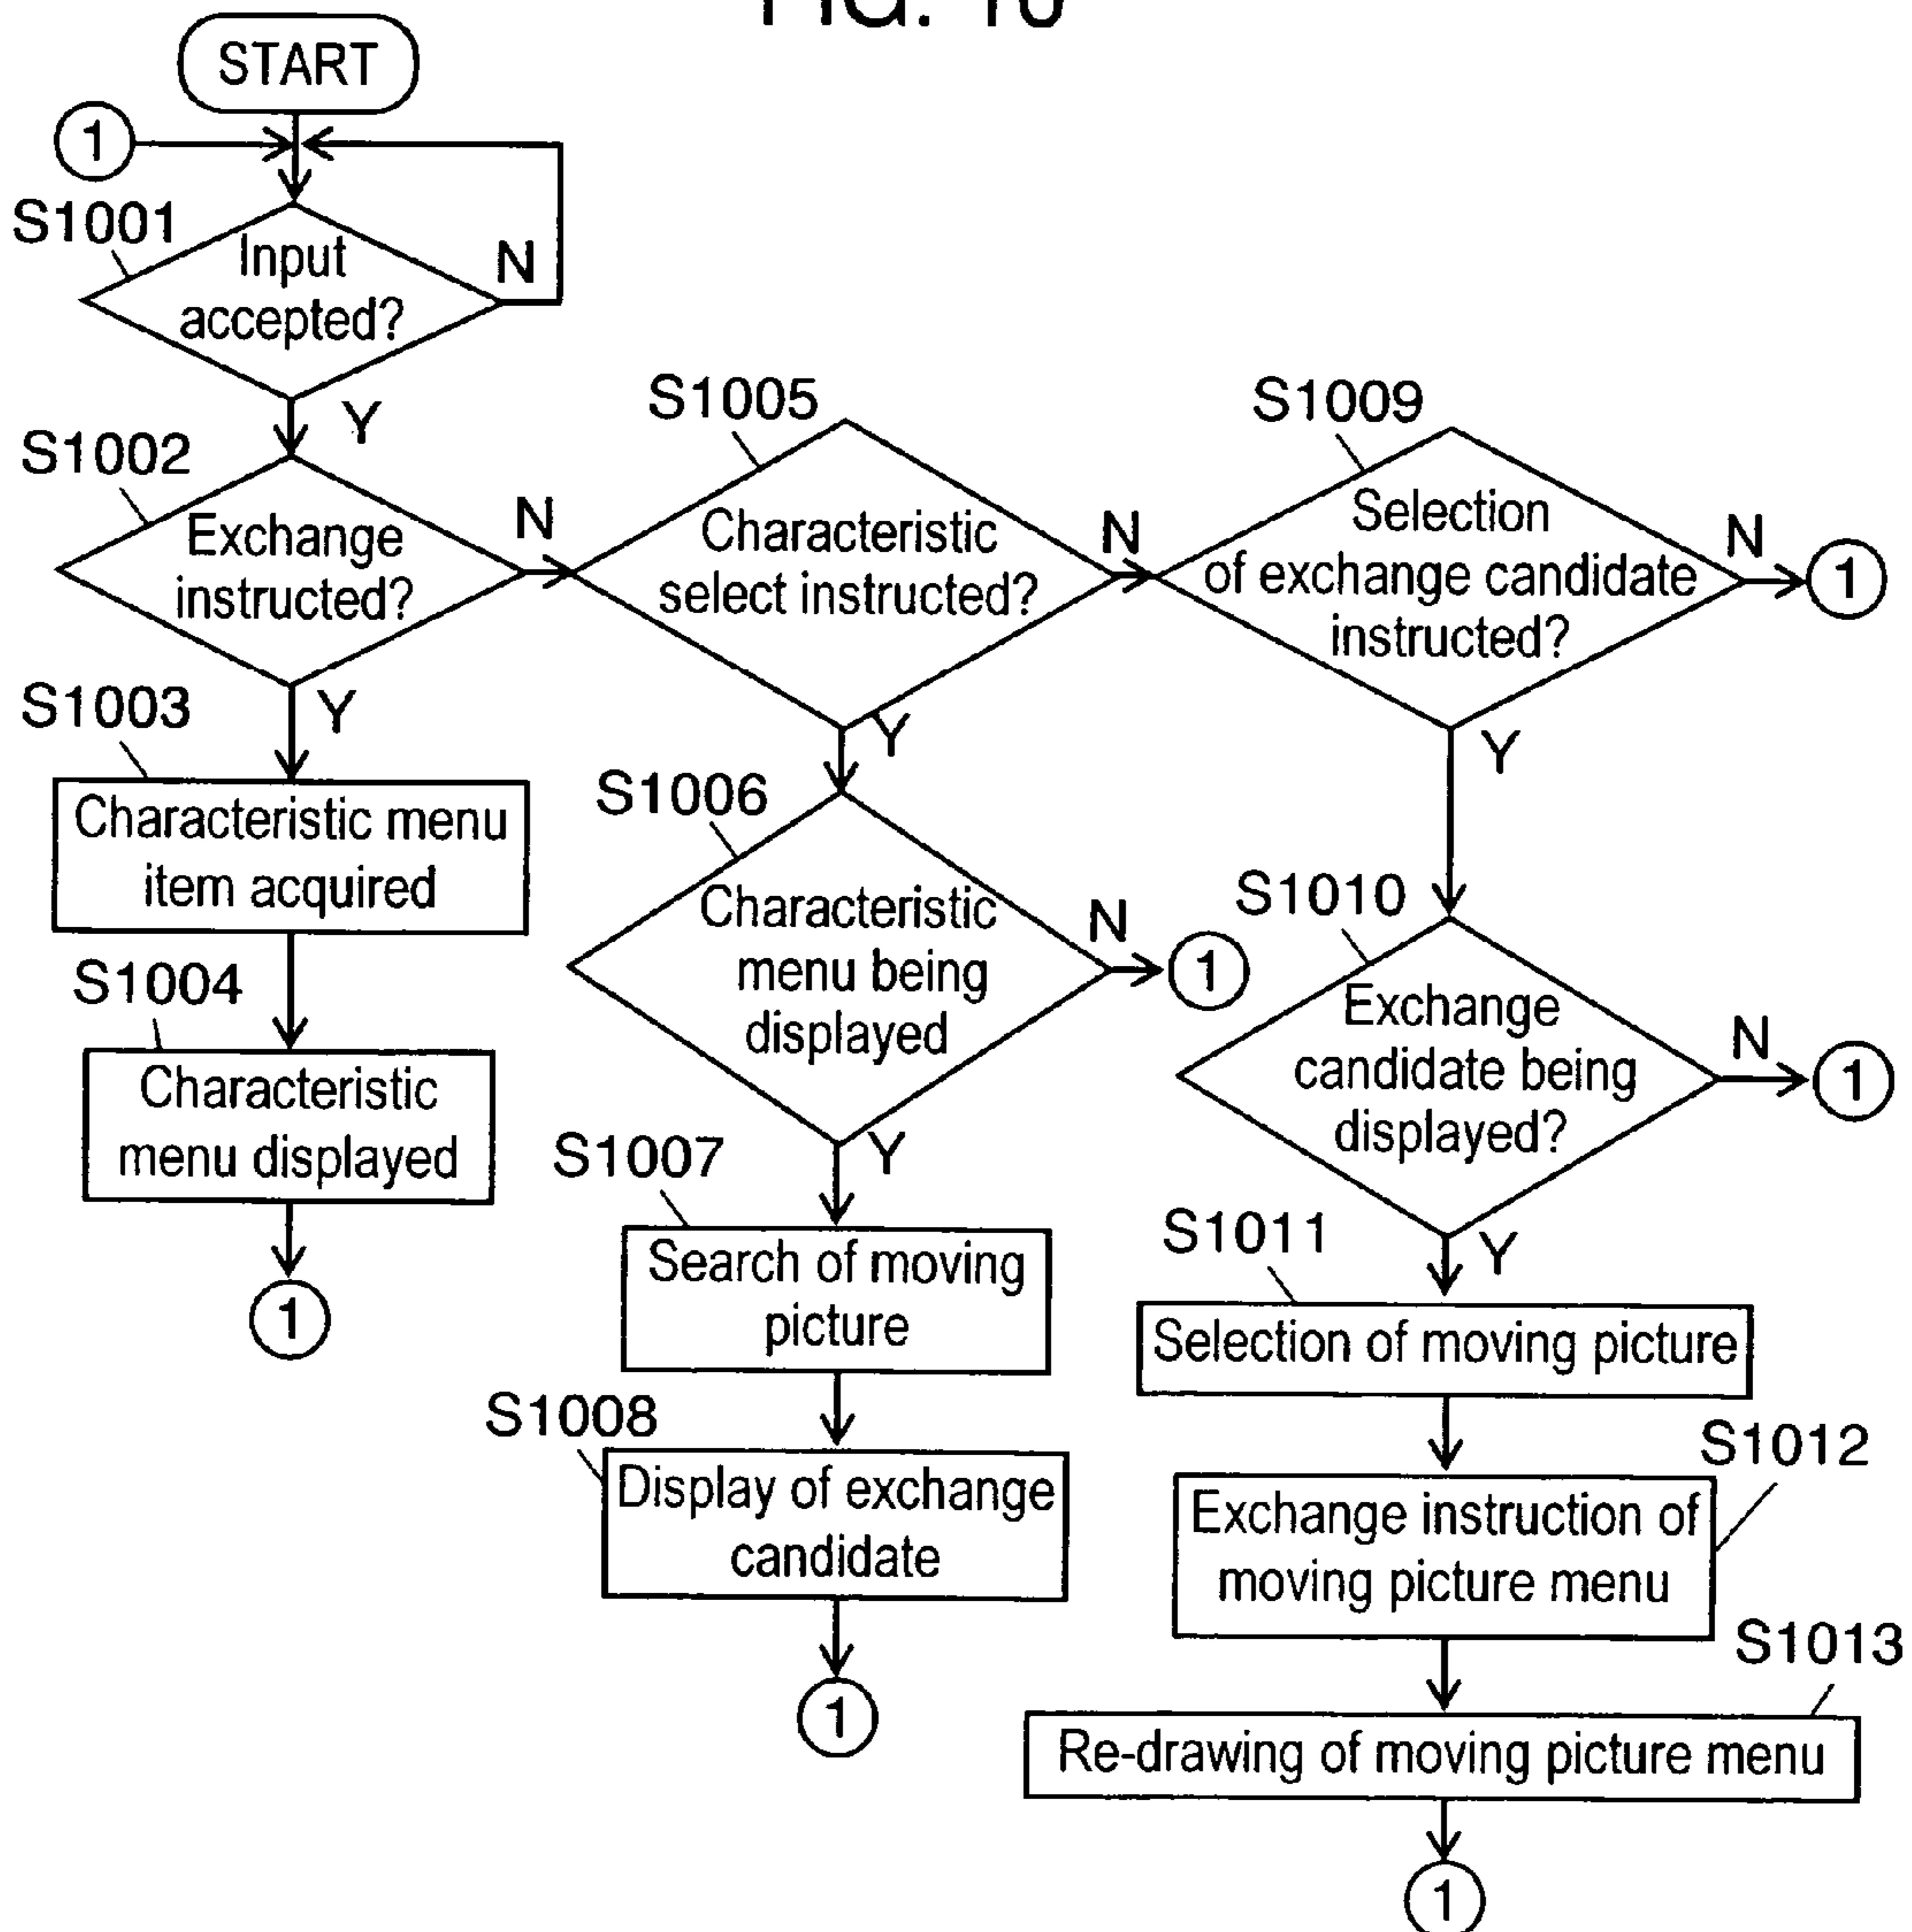 FIG. 10
START
1
S1001
Input
accepted?
N
Y
S1002
Exchange
instructed?
N
Y
S1003
Characteristic menu
item acquired
S1004
Characteristic
menu displayed
1
S1005
Characteristic
select instructed?
N
Y
S1006
Characteristic
menu being
displayed
N
1
Y
S1007
Search of moving
picture
S1008
Display of exchange
candidate
1
S1009
Selection
of exchange candidate
instructed?
N
1
Y
S1010
Exchange
candidate being
displayed?
N
1
Y
S1011
Selection of moving picture
S1012
Exchange instruction of
moving picture menu
S1013
Re-drawing of moving picture menu
1